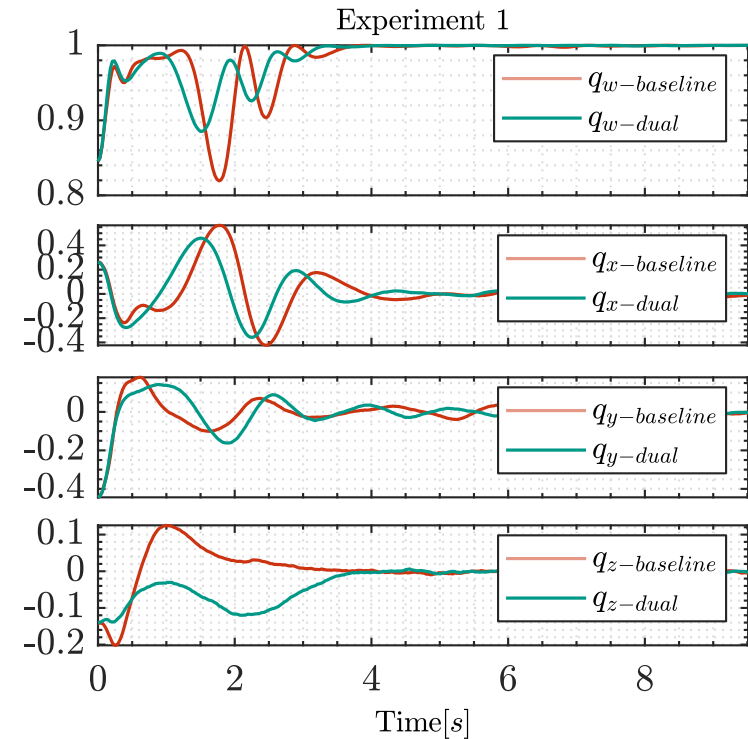 Experiment 1
1
0.9
0.8
q_{w-baseline}
q_{w-dual}
0.4
0.2
0
-0.2
-0.4
q_{x-baseline}
q_{x-dual}
0
-0.2
-0.4
q_{y-baseline}
q_{y-dual}
0.1
0
-0.1
-0.2
q_{z-baseline}
q_{z-dual}
0 2 4 6 8
Time[s]